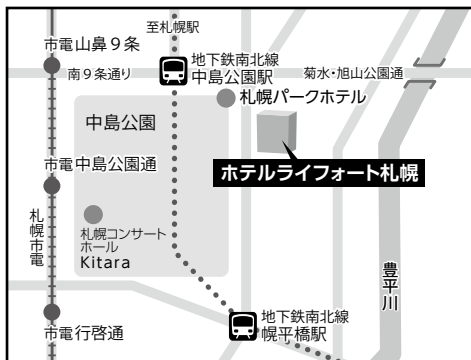 至札幌駅
市電山鼻9条
地下鉄南北線
中島公園駅
南9条通り
菊水・旭山公園通
札幌パークホテル
中島公園
市電中島公園通
ホテルライフォート札幌
札幌市電
札幌コンサート
ホール
Kitara
豊平川
地下鉄南北線
幌平橋駅
市電行啓通